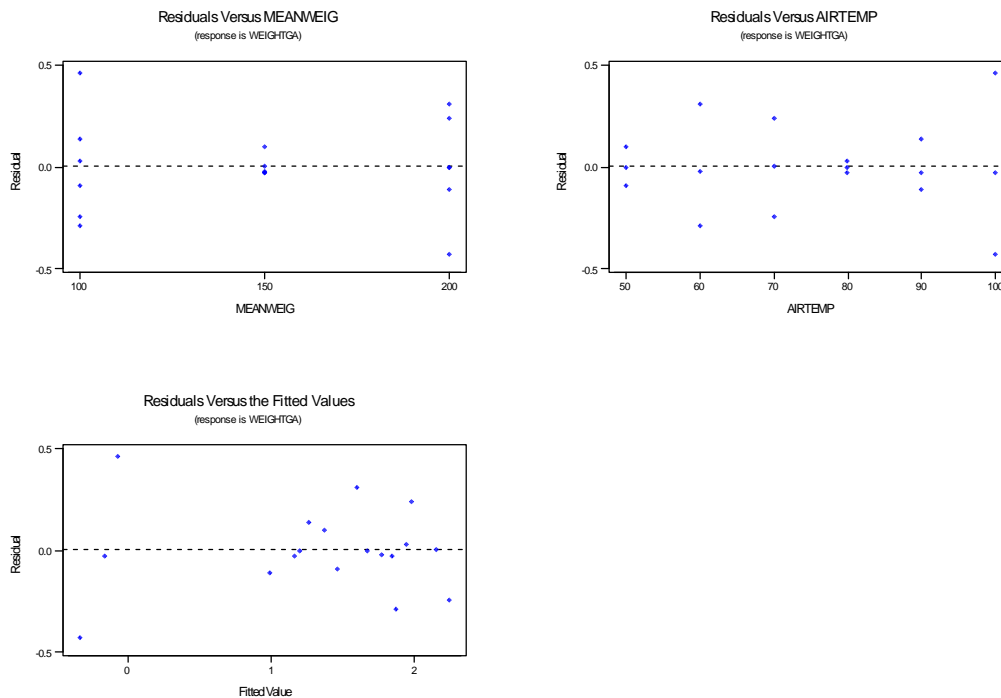 Residuals Versus MEANWEIG
(response is WEIGHTGA)
0.5
0.0
-0.5
Residual
100 150 200
MEANWEIG
Residuals Versus AIRTEMP
(response is WEIGHTGA)
0.5
0.0
-0.5
Residual
50 60 70 80 90 100
AIRTEMP
Residuals Versus the Fitted Values
(response is WEIGHTGA)
0.5
0.0
-0.5
Residual
0 1 2
Fitted Value